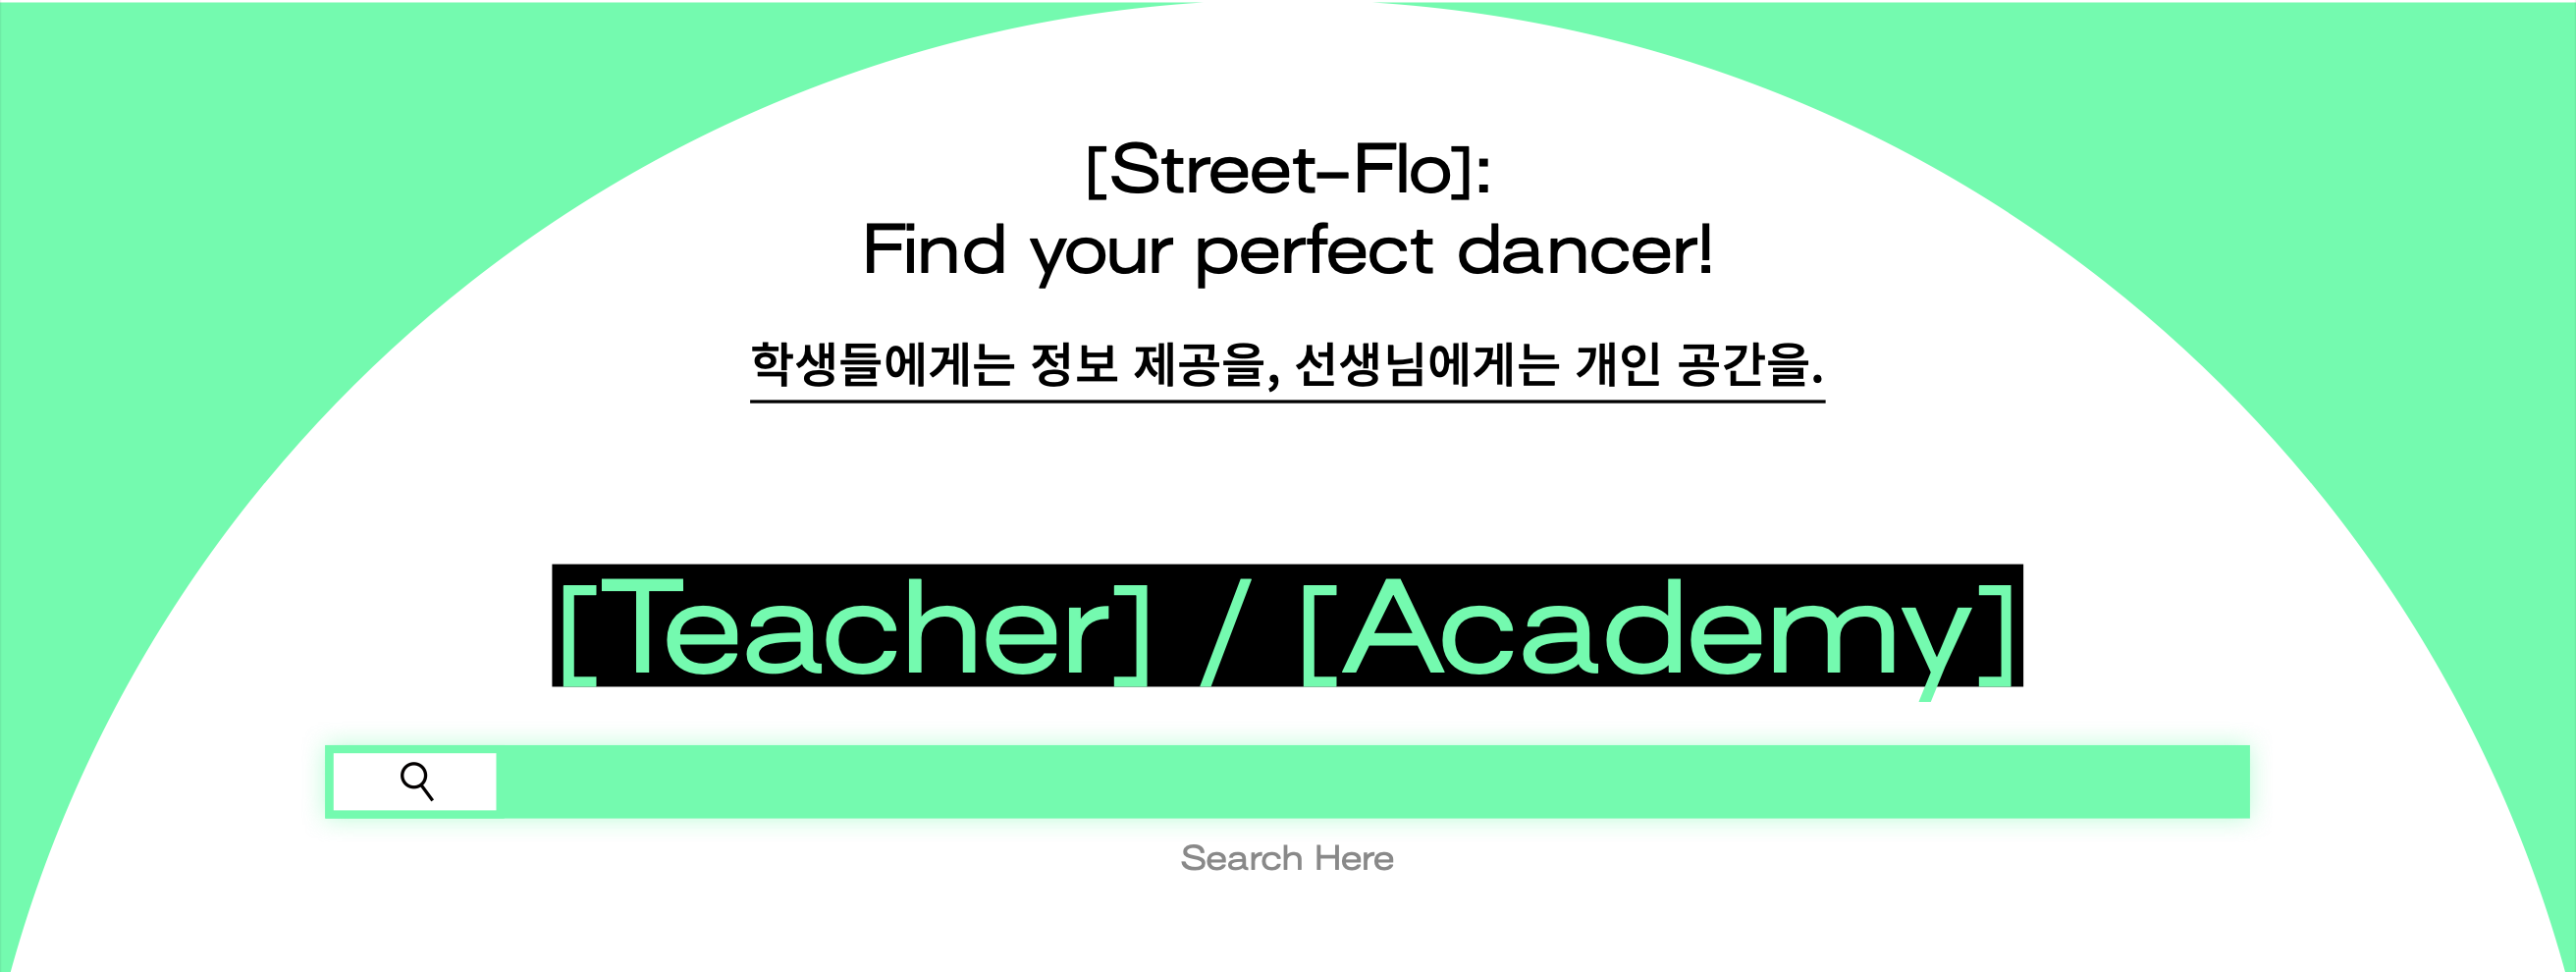 [Street-Flo]:
Find your perfect dancer!
학생들에게는 정보 제공을, 선생님에게는 개인 공간을.
[Teacher] / [Academy]
Search Here